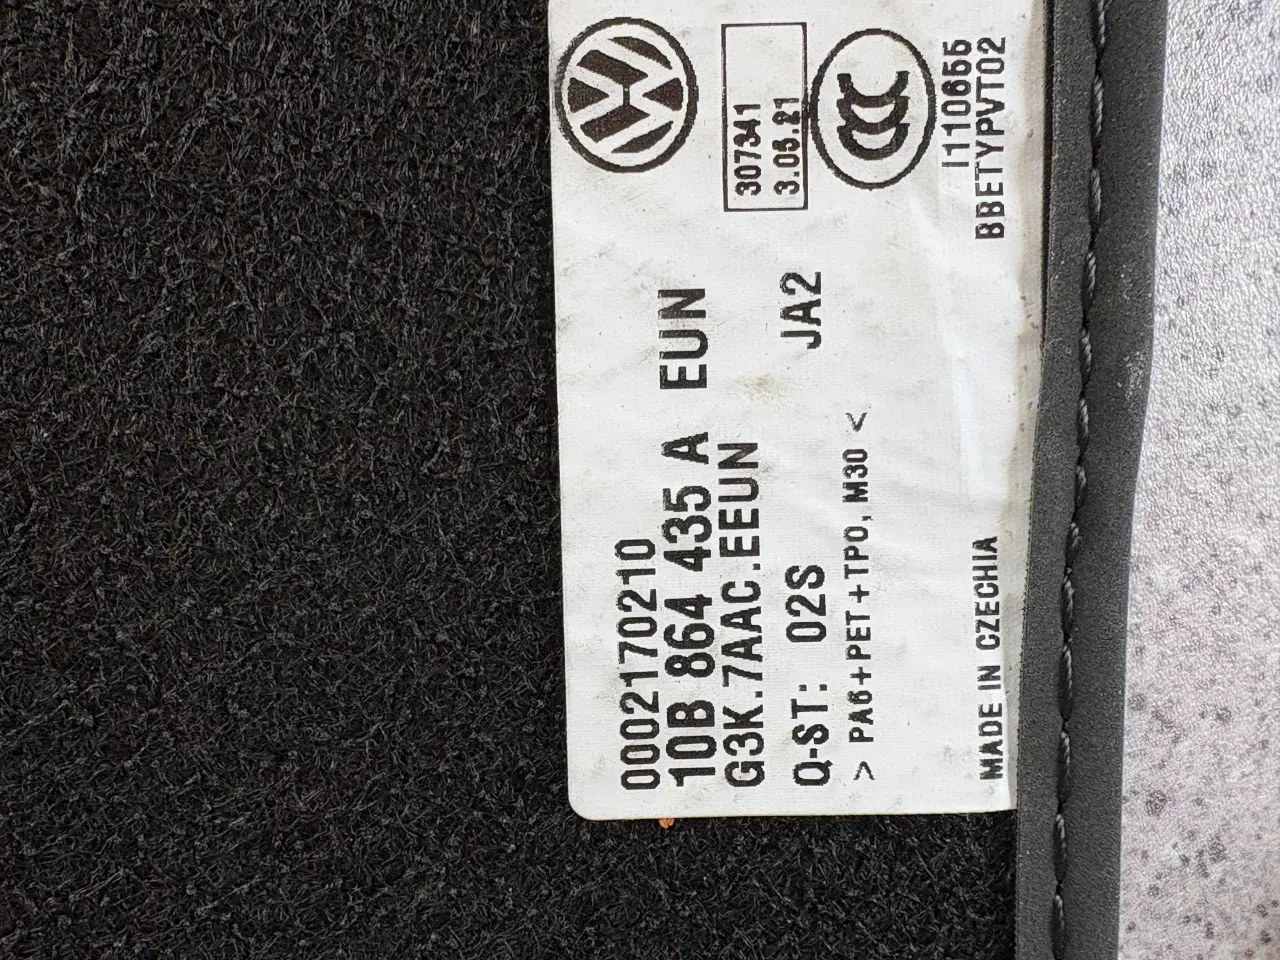 0002170210
10B 864 435 A EUN
G3K.7AAC.EEUN
Q-ST: 02S JA2
> PA6+PET+TPO, M30 <
MADE IN CZECHIA
307341
3.05.21
I110655
BBETYPVT02